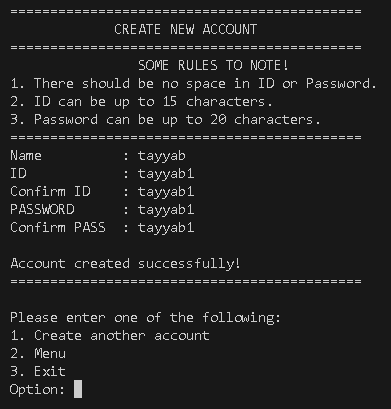 ============================================
CREATE NEW ACCOUNT
============================================
SOME RULES TO NOTE!
1. There should be no space in ID or Password.
2. ID can be up to 15 characters.
3. Password can be up to 20 characters.
============================================
Name : tayyab
ID : tayyab1
Confirm ID : tayyab1
PASSWORD : tayyab1
Confirm PASS : tayyab1
Account created successfully!
============================================
Please enter one of the following:
1. Create another account
2. Menu
3. Exit
Option: